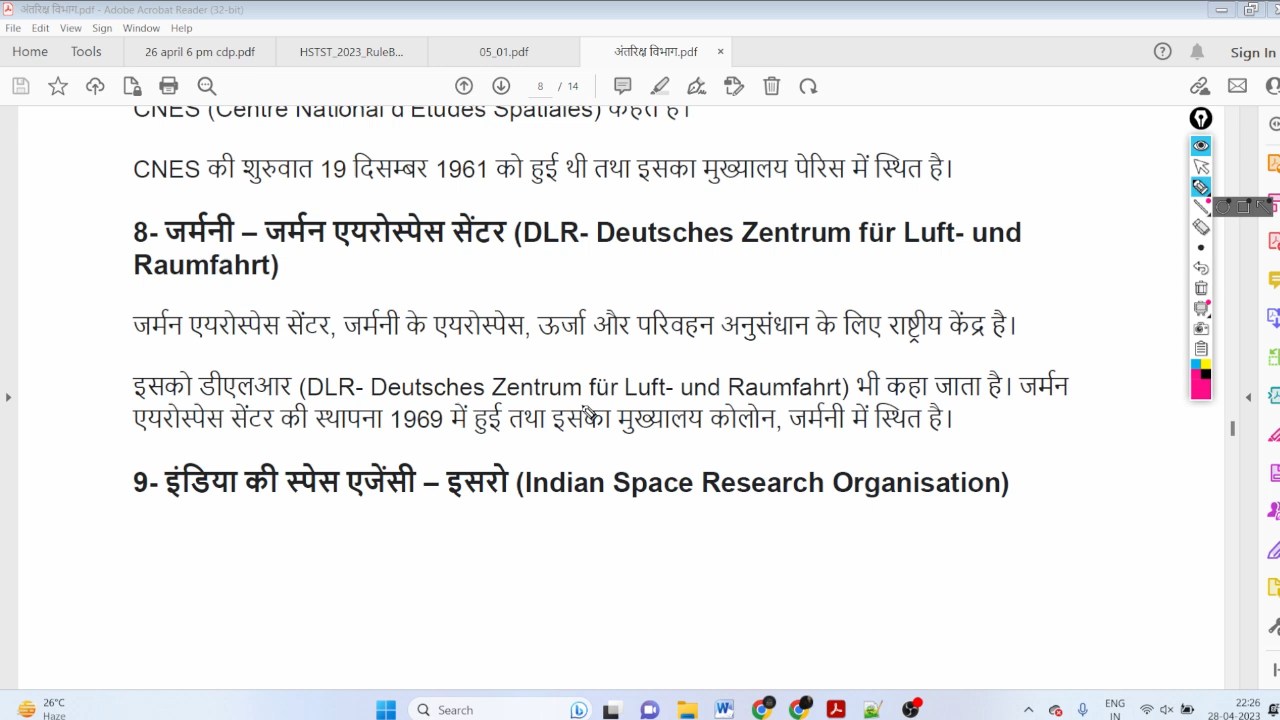 अंतरिक्ष विभाग.pdf - Adobe Acrobat Reader (32-bit)
File Edit View Sign Window Help
Home Tools 26 april 6 pm cdp.pdf HSTST_2023_RuleB... 05_01.pdf अंतरिक्ष विभाग.pdf × Sign In
8 / 14
CNES (Centre National d'Etudes Spatiales) कहते हैं।
CNES की शुरुवात 19 दिसम्बर 1961 को हुई थी तथा इसका मुख्यालय पेरिस में स्थित है।
8- जर्मनी – जर्मन एयरोस्पेस सेंटर (DLR- Deutsches Zentrum für Luft- und
Raumfahrt)
जर्मन एयरोस्पेस सेंटर, जर्मनी के एयरोस्पेस, ऊर्जा और परिवहन अनुसंधान के लिए राष्ट्रीय केंद्र है।
इसको डीएलआर (DLR- Deutsches Zentrum für Luft- und Raumfahrt) भी कहा जाता है। जर्मन
एयरोस्पेस सेंटर की स्थापना 1969 में हुई तथा इसका मुख्यालय कोलोन, जर्मनी में स्थित है।
9- इंडिया की स्पेस एजेंसी – इसरो (Indian Space Research Organisation)
26°C
Haze
Search
ENG
IN
22:26
28-04-2023